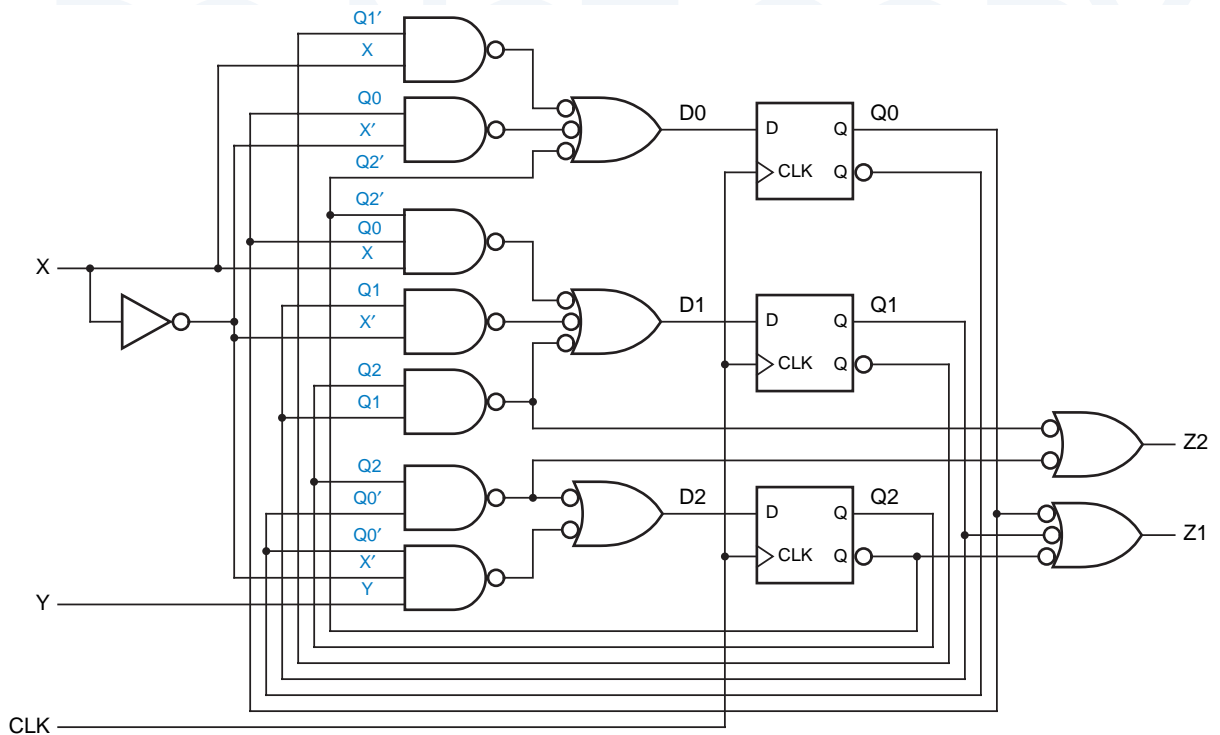 Q1′
X
Q0
X′
Q2′
Q2′
Q0
X
Q1
X′
Q2
Q1
Q2
Q0′
Q0′
X′
Y
X
Y
CLK
D0
D
Q
CLK
Q
Q0
D1
D
Q
CLK
Q
Q1
D2
D
Q
CLK
Q
Q2
Z2
Z1